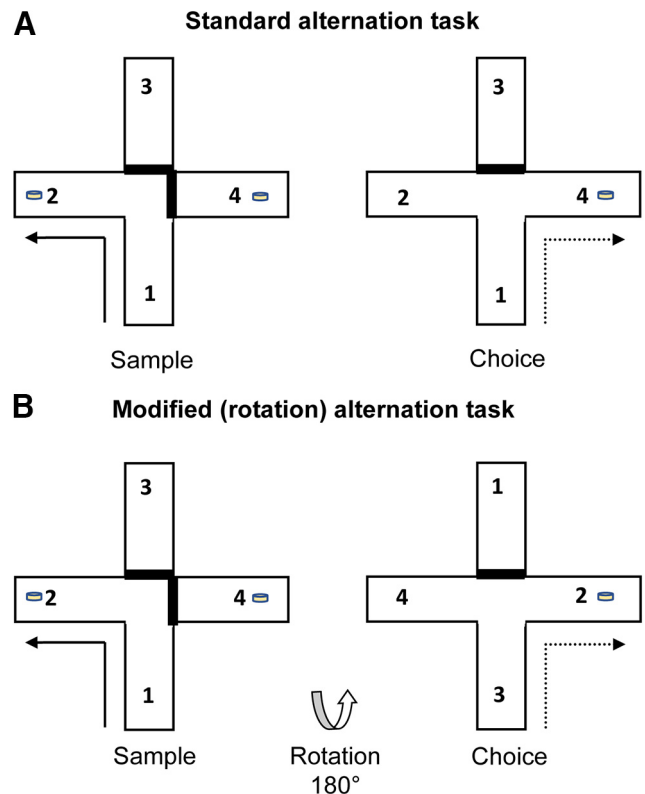 A
Standard alternation task
3
3
2
4
2
4
1
1
Sample
Choice
B
Modified (rotation) alternation task
3
1
2
4
4
2
1
3
Sample
Rotation
180°
Choice